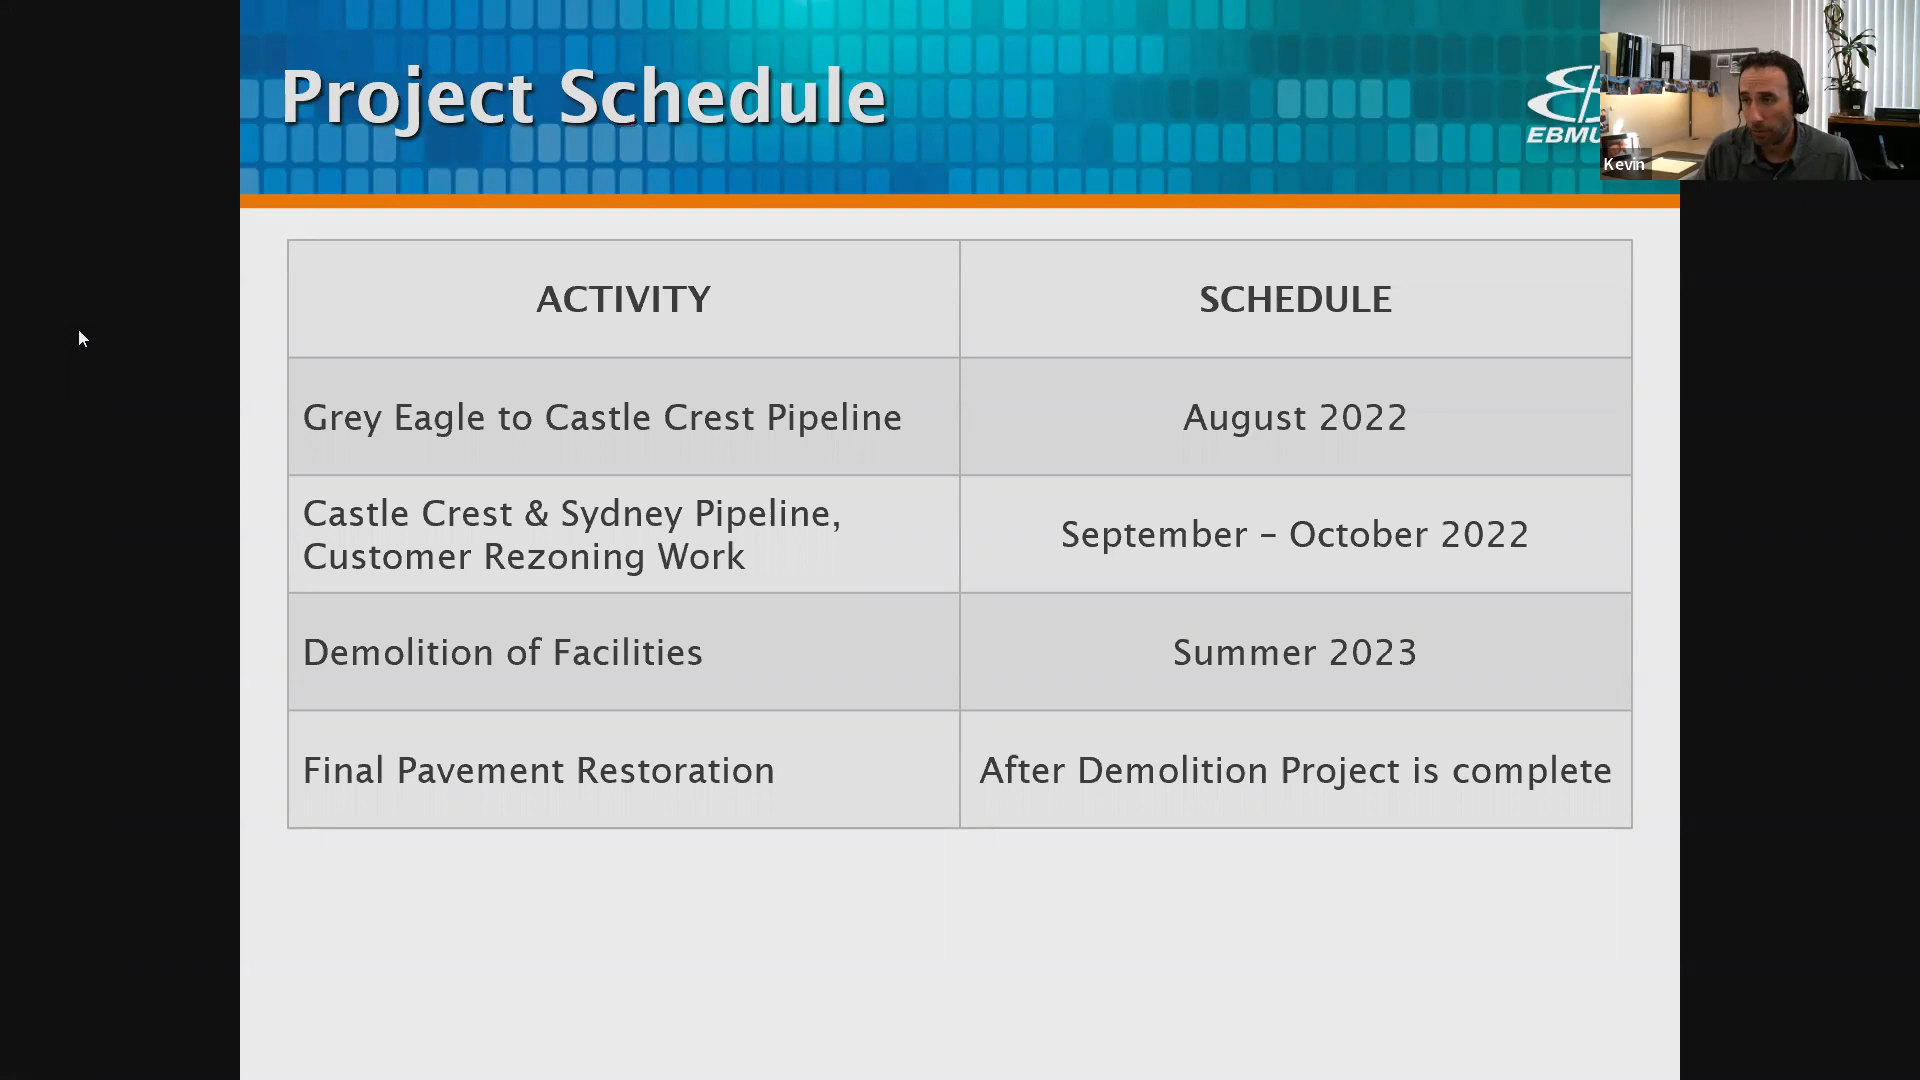 Project Schedule
EBMU
Kevin
ACTIVITY
SCHEDULE
Grey Eagle to Castle Crest Pipeline
August 2022
Castle Crest & Sydney Pipeline,
Customer Rezoning Work
September – October 2022
Demolition of Facilities
Summer 2023
Final Pavement Restoration
After Demolition Project is complete